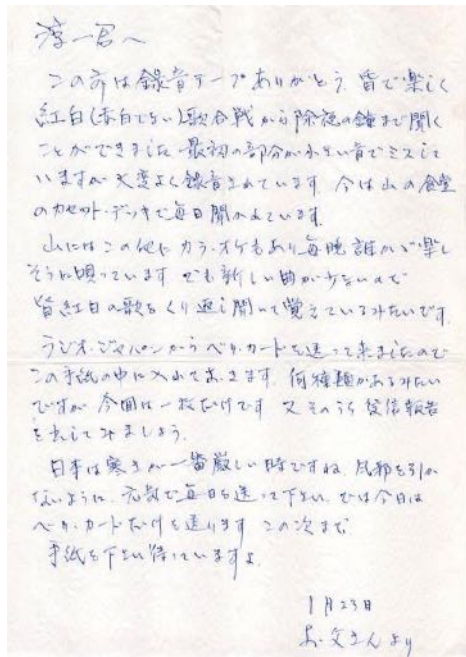 淳一君へ
この前は録音テープありがとう、皆で楽しく
紅白(赤白でない)歌合戦から除夜の鐘まで聞く
ことができました 最初の部分が小さい音でミスして
いますが大変よく録音されています 今は山の食堂
のカセット・デッキで毎日聞かれています。
山にはこの他にカラ・オケもあり毎晩誰かが楽し
そうに唄っています でも新しい曲が少ないので
皆紅白の歌をくり返し聞いて覚えているみたいです。
ラジオ・ジャパンからベリ・カードを送って来ましたので
この手紙の中に入れておきます。何種類かあるみたい
ですが今回は一枚だけです 又そのうち受信報告
を出してみましょう。
日本は寒さが一番厳しい時ですね、風邪を引か
ないように、元気で毎日を送って下さい、では今日は
ベリ・カードだけを送ります この次まで
手紙を下さい待っていますよ、
1月23日
お父さんより